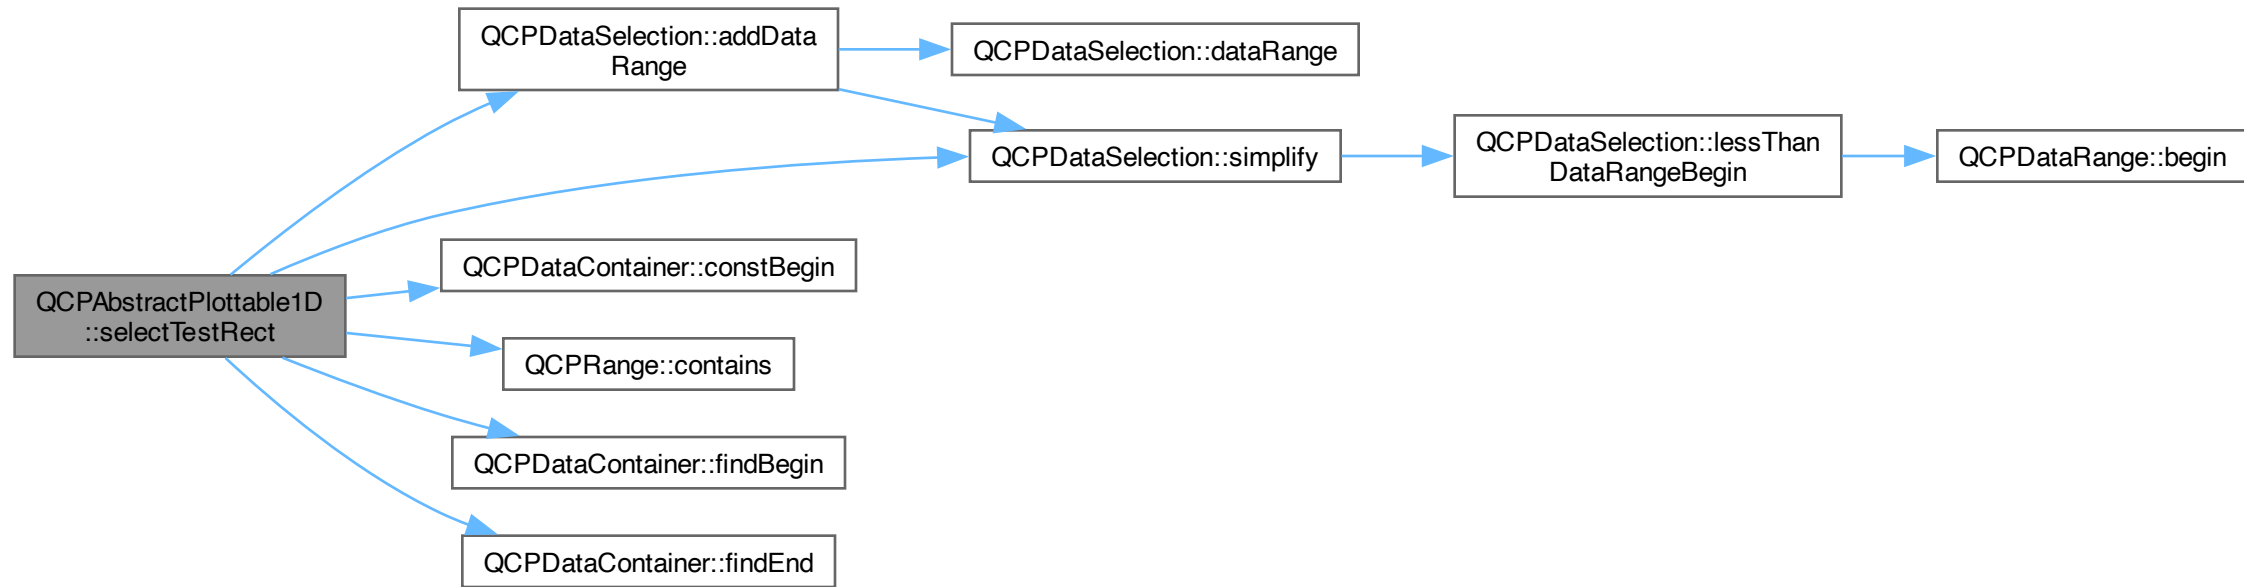 QCPAbstractPlottable1D
::selectTestRect
QCPDataSelection::addData
Range
QCPDataSelection::dataRange
QCPDataSelection::simplify
QCPDataSelection::lessThan
DataRangeBegin
QCPDataRange::begin
QCPDataContainer::constBegin
QCPRange::contains
QCPDataContainer::findBegin
QCPDataContainer::findEnd